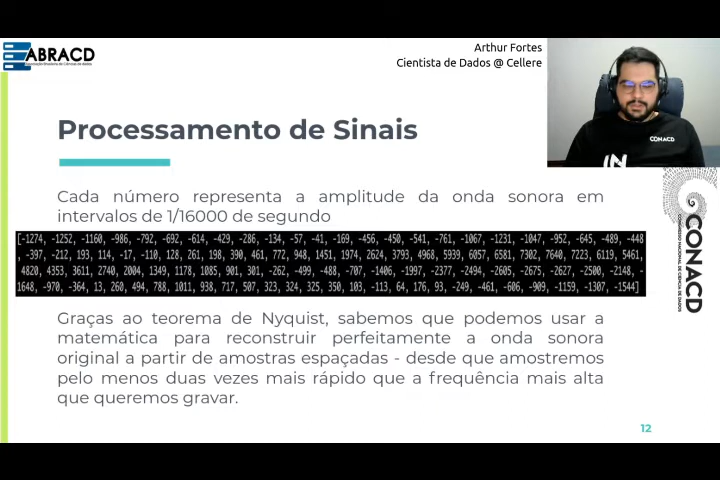 ABRACD
Arthur Fortes
Cientista de Dados @ Cellere
CONACD
Processamento de Sinais
Cada número representa a amplitude da onda sonora em
intervalos de 1/16000 de segundo
[-1274, -1252, -1160, -986, -792, -692, -614, -429, -286, -134, -57, -41, -169, -456, -450, -541, -761, -1067, -1231, -1047, -952, -645, -489, -448
, -397, -212, 193, 114, -17, -110, 128, 261, 198, 390, 461, 772, 948, 1451, 1974, 2624, 3793, 4968, 5939, 6057, 6581, 7302, 7640, 7223, 6119, 5461,
4820, 4353, 3611, 2740, 2004, 1349, 1178, 1085, 901, 301, -262, -499, -488, -707, -1406, -1997, -2377, -2494, -2605, -2675, -2627, -2500, -2148, -
1648, -970, -364, 13, 260, 494, 788, 1011, 938, 717, 507, 323, 324, 325, 350, 103, -113, 64, 176, 93, -249, -461, -606, -909, -1159, -1307, -1544]
Graças ao teorema de Nyquist, sabemos que podemos usar a
matemática para reconstruir perfeitamente a onda sonora
original a partir de amostras espaçadas - desde que amostremos
pelo menos duas vezes mais rápido que a frequência mais alta
que queremos gravar.
CONACD
CONGRESSO NACIONAL DE CIÊNCIA DE DADOS
12